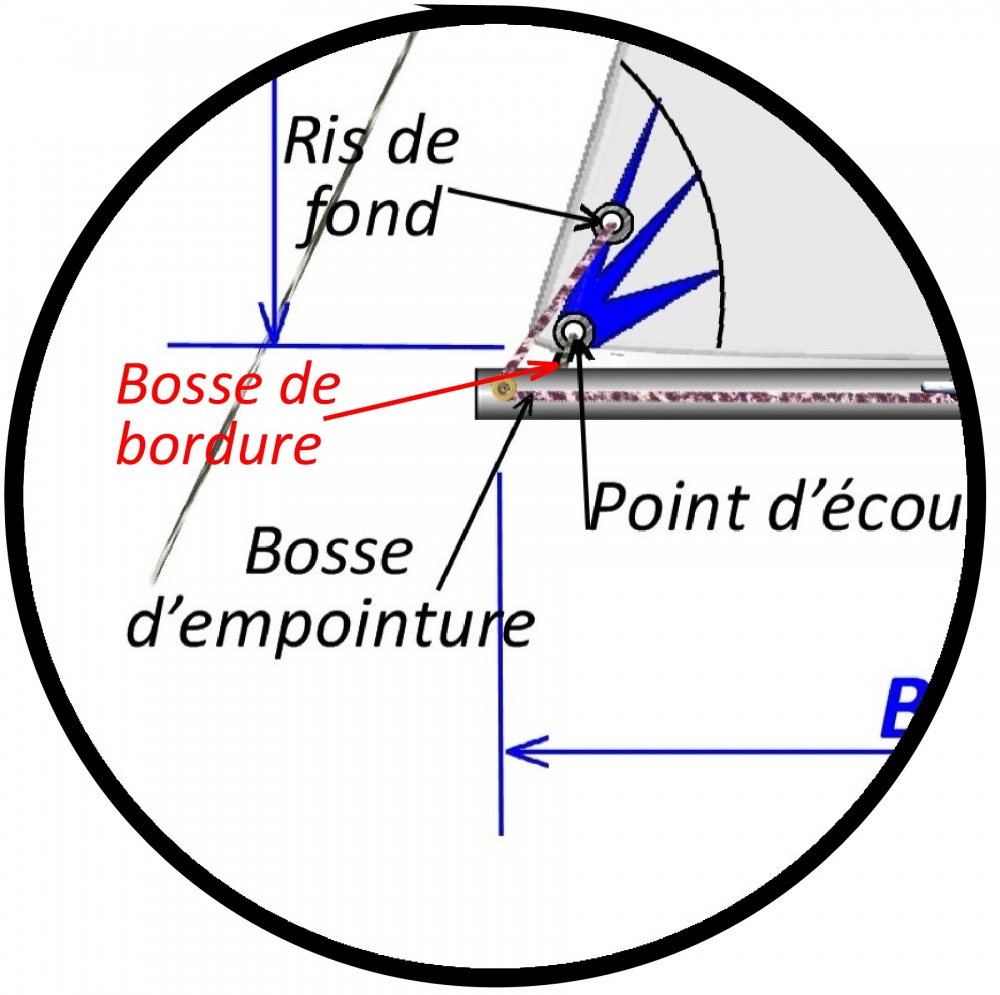 Ris de
fond
Bosse de
bordure
Point d’écou
Bosse
d’empointure
B